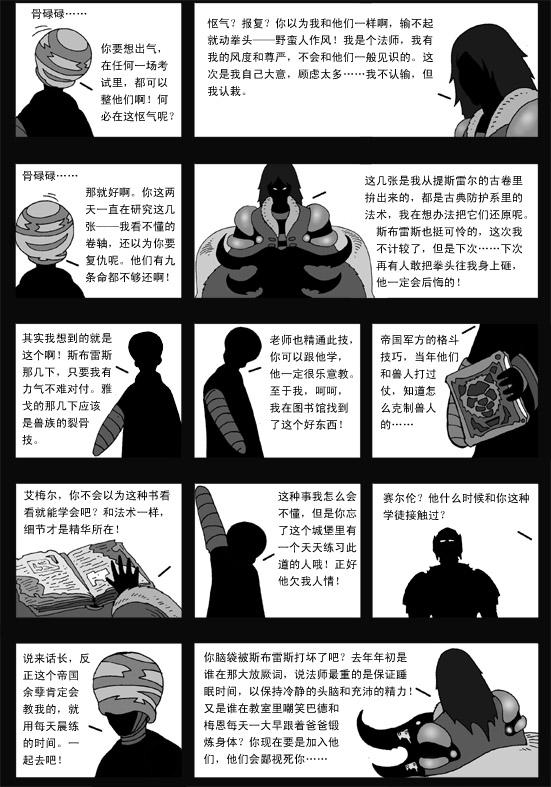 骨碌碌……
你要想出气，
在任何一场考
试里，都可以
整他们啊！何
必在这怄气呢？
怄气？报复？你以为我和他们一样啊，输不起
就动拳头——野蛮人作风！我是个法师，我有
我的风度和尊严，不会和他们一般见识的。这
次是我自己大意，顾虑太多……我不认输，但
我认栽。
骨碌碌……
那就好啊。你这两
天一直在研究这几
张——我看不懂的
卷轴，还以为你要
复仇呢。他们有九
条命都不够还啊！
这几张是我从提斯雷尔的古卷里
拚出来的，都是古典防护系里的
法术，我在想办法把它们还原呢。
斯布雷斯也挺可怜的，这次我
不计较了，但是下次……下次
再有人敢把拳头往我身上砸，
他一定会后悔的！
其实我想到的就是
这个啊！斯布雷斯
那几下，只要我有
力气不难对付。雅
戈的那几下应该
是兽族的裂骨
技。
老师也精通此技，
你可以跟他学，
他一定很乐意教。
至于我，呵呵，
我在图书馆找到
了这个好东西！
帝国军方的格斗
技巧，当年他们
和兽人打过
仗，知道怎
么克制兽人
的……
艾梅尔，你不会以为这种书看
看就能学会吧？和法术一样，
细节才是精华所在！
这种事我怎么会
不懂，但是你忘
了这个城堡里有
一个天天练习此
道的人哦！正好
他欠我人情！
赛尔伦？他什么时候和你这种
学徒接触过？
说来话长，反
正这个帝国
余孽肯定会
教我的，就
用每天晨练
的时间。一
起去吧！
你脑袋被斯布雷斯打坏了吧？去年年初是
谁在那大放厥词，说法师最重的是保证睡
眠时间，以保持冷静的头脑和充沛的精力！
又是谁在教室里嘲笑巴德和
梅恩每天一大早跟着爸爸锻
炼身体？你现在要是加入他
们，他们会鄙视死你……